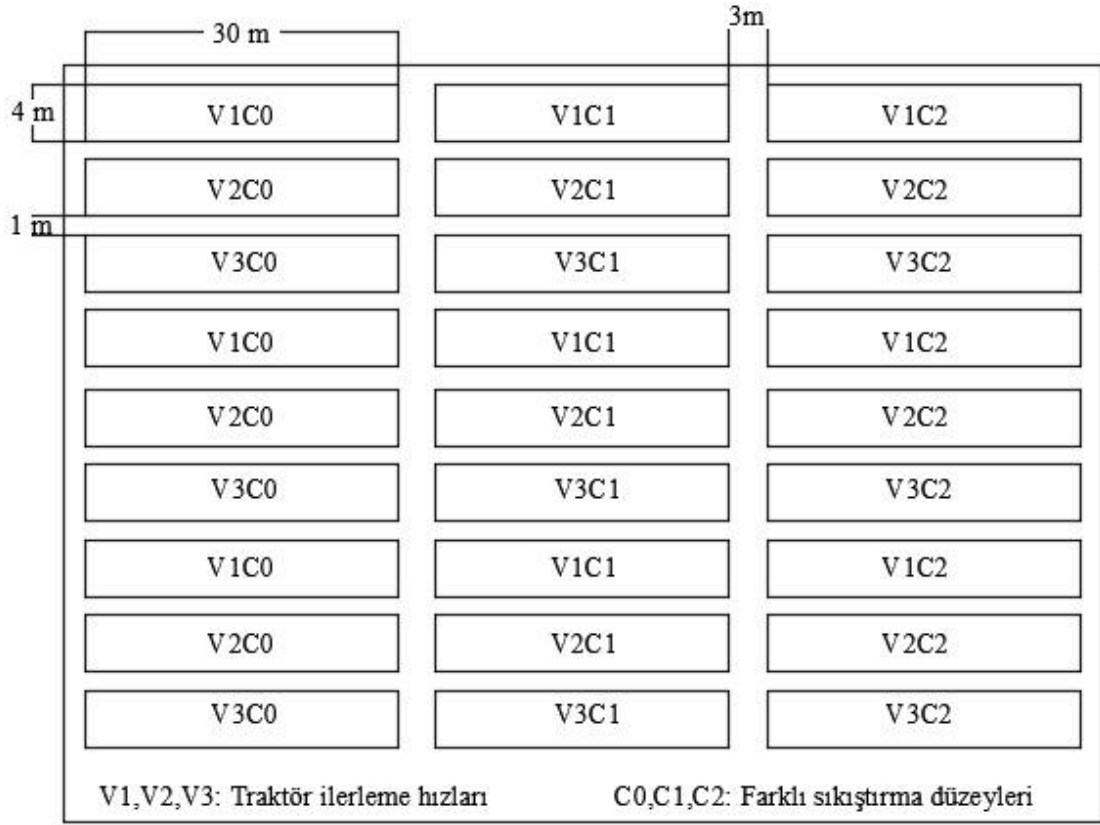 30 m
3m
4 m
V1C0 V1C1 V1C2
V2C0 V2C1 V2C2
1 m
V3C0 V3C1 V3C2
V1C0 V1C1 V1C2
V2C0 V2C1 V2C2
V3C0 V3C1 V3C2
V1C0 V1C1 V1C2
V2C0 V2C1 V2C2
V3C0 V3C1 V3C2
V1,V2,V3: Traktör ilerleme hızları C0,C1,C2: Farklı sıkıştırma düzeyleri